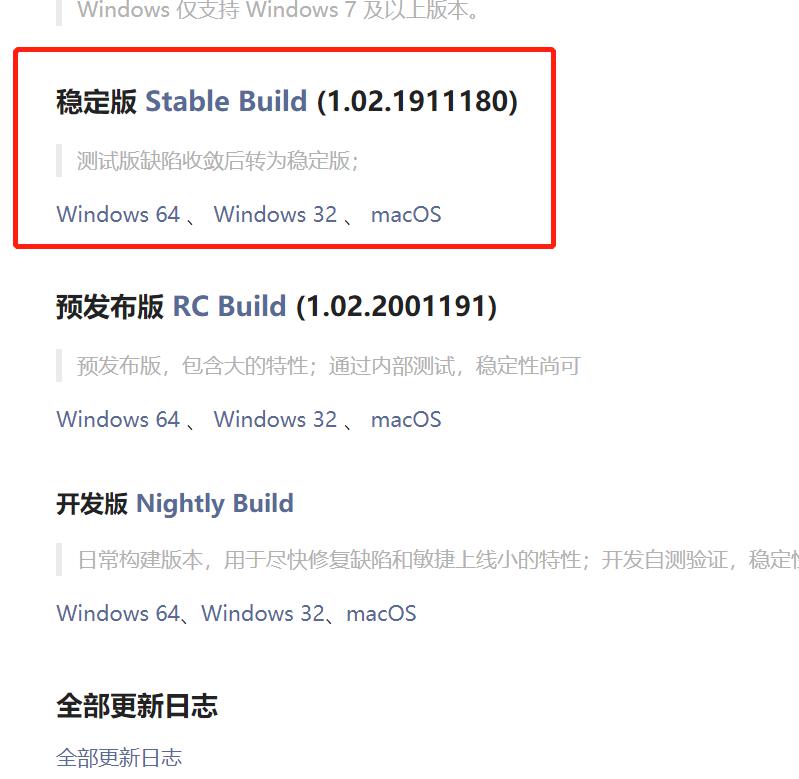 Windows 仅支持 Windows 7 及以上版本。
稳定版 Stable Build (1.02.1911180)
测试版缺陷收敛后转为稳定版；
Windows 64 、 Windows 32 、 macOS
预发布版 RC Build (1.02.2001191)
预发布版，包含大的特性；通过内部测试，稳定性尚可
Windows 64 、 Windows 32 、 macOS
开发版 Nightly Build
日常构建版本，用于尽快修复缺陷和敏捷上线小的特性；开发自测验证，稳定
Windows 64、Windows 32、macOS
全部更新日志
全部更新日志